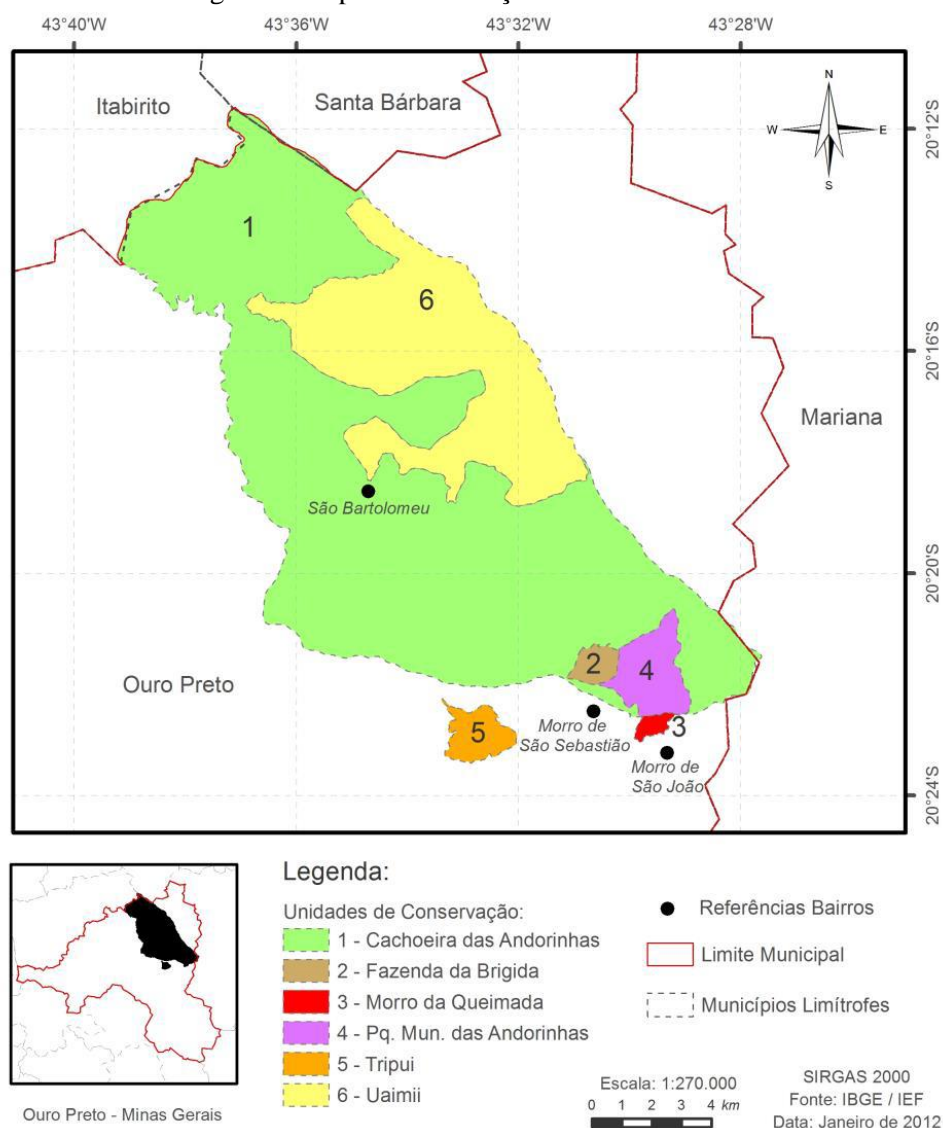 43°40'W 43°36'W 43°32'W 43°28'W
Itabirito
Santa Bárbara
N
W E
S
20°12'S
1
6
20°16'S
Mariana
São Bartolomeu
20°20'S
2
4
Ouro Preto
5
3
Morro de
São Sebastião
Morro de
São João
20°24'S
Legenda:
Unidades de Conservação:
1 - Cachoeira das Andorinhas
2 - Fazenda da Brigida
3 - Morro da Queimada
4 - Pq. Mun. das Andorinhas
5 - Tripui
6 - Uaimii
Referências Bairros
Limite Municipal
Municípios Limítrofes
Ouro Preto - Minas Gerais
Escala: 1:270.000
0 1 2 3 4 km
SIRGAS 2000
Fonte: IBGE / IEF
Data: Janeiro de 2012